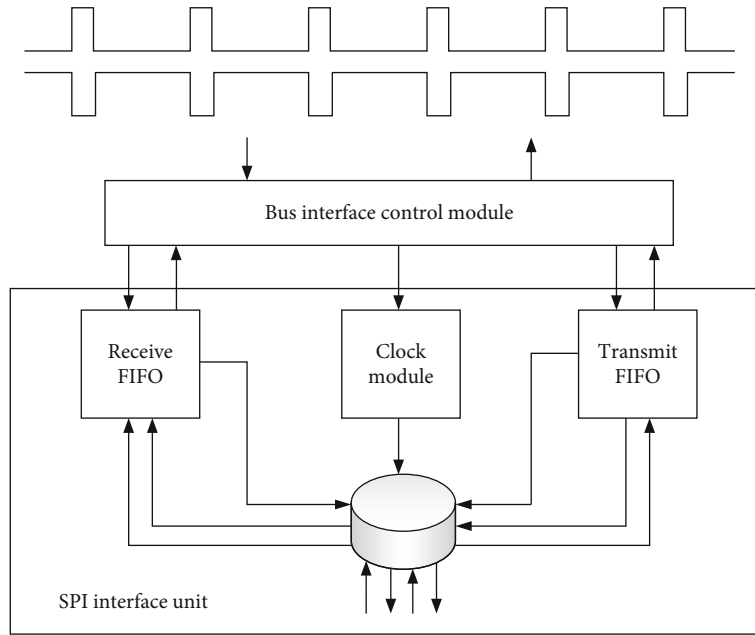 Bus interface control module
Receive
FIFO
Clock
module
Transmit
FIFO
SPI interface unit